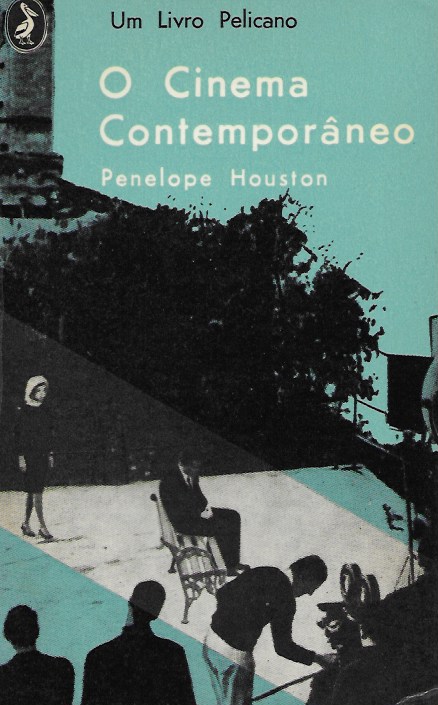 Um Livro Pelicano
O Cinema
Contemporâneo
Penelope Houston